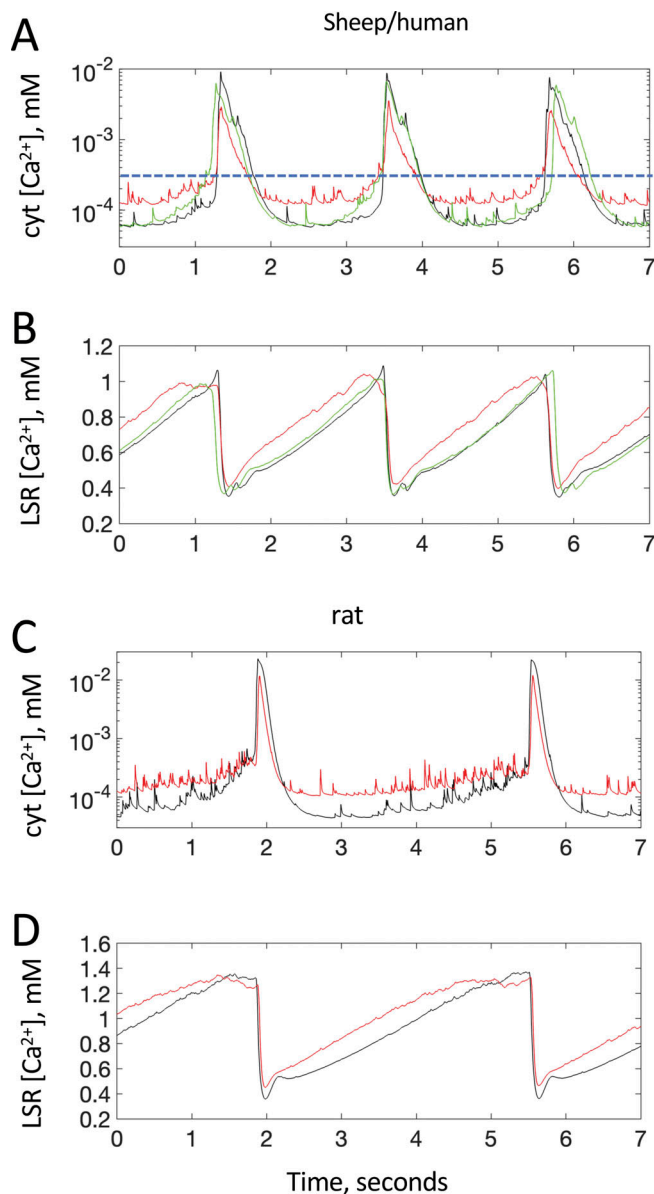 A
Sheep/human
cyt [Ca²⁺], mM
10⁻²
10⁻³
10⁻⁴
0 1 2 3 4 5 6 7
B
LSR [Ca²⁺], mM
1.2
1
0.8
0.6
0.4
0.2
0 1 2 3 4 5 6 7
C
rat
cyt [Ca²⁺], mM
10⁻²
10⁻³
10⁻⁴
0 1 2 3 4 5 6 7
D
LSR [Ca²⁺], mM
1.6
1.4
1.2
1
0.8
0.6
0.4
0.2
0 1 2 3 4 5 6 7
Time, seconds